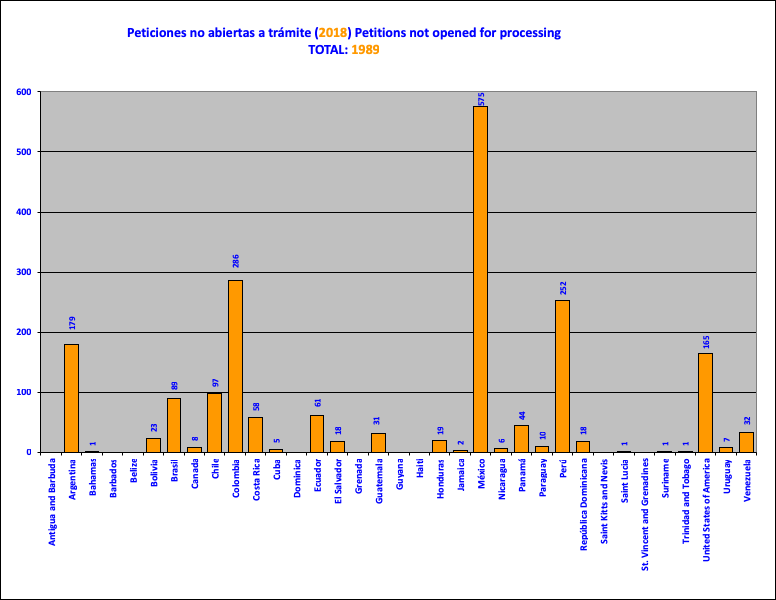 Peticiones no abiertas a trámite (2018) Petitions not opened for processing
TOTAL: 1989
600
500
400
300
200
100
0
179
1
23
89
8
97
286
58
5
61
18
31
19
2
575
6
44
10
252
18
1
1
1
165
7
32
Antigua and Barbuda
Argentina
Bahamas
Barbados
Belize
Bolivia
Brasil
Canada
Chile
Colombia
Costa Rica
Cuba
Dominica
Ecuador
El Salvador
Grenada
Guatemala
Guyana
Haiti
Honduras
Jamaica
México
Nicaragua
Panamá
Paraguay
Perú
República Dominicana
Saint Kitts and Nevis
Saint Lucia
St. Vincent and Grenadines
Suriname
Trinidad and Tobago
United States of America
Uruguay
Venezuela